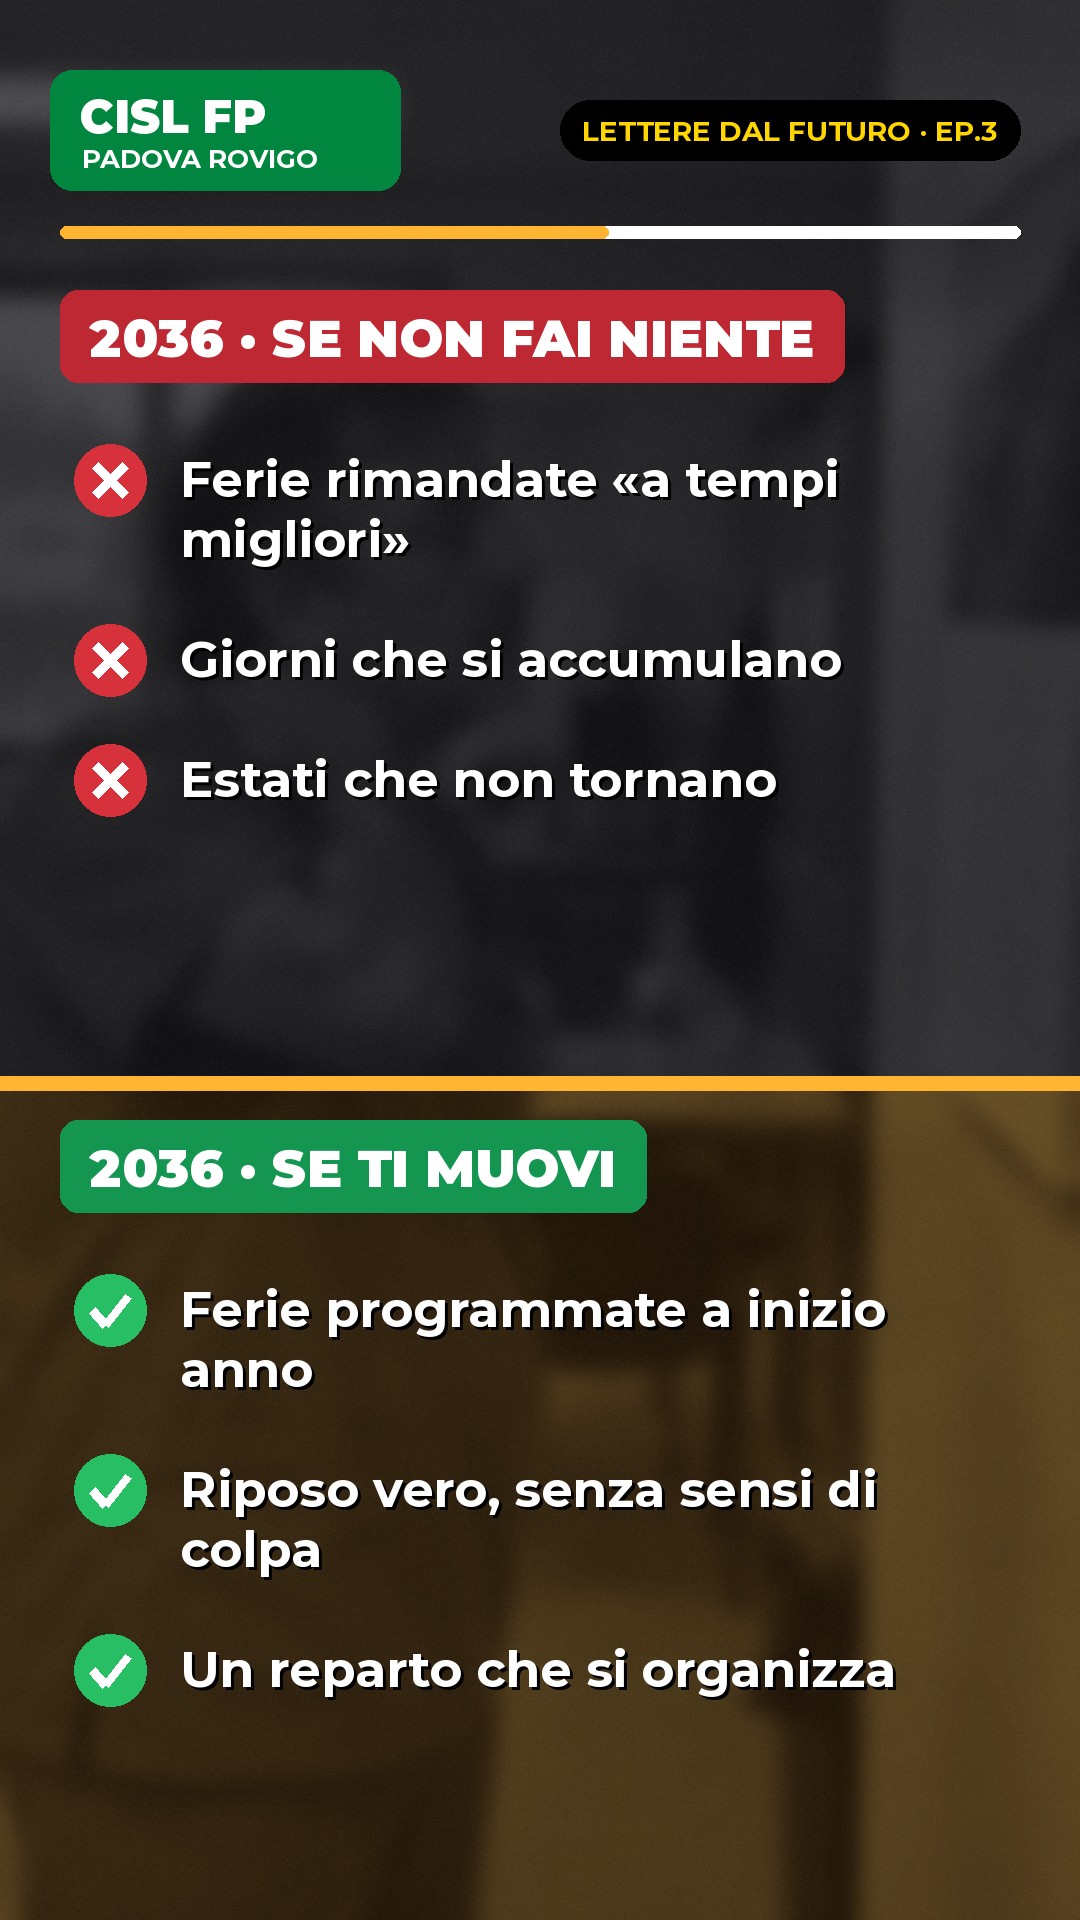 CISL FP
PADOVA ROVIGO
LETTERE DAL FUTURO · EP.3
2036 · SE NON FAI NIENTE
Ferie rimandate «a tempi
migliori»
Giorni che si accumulano
Estati che non tornano
2036 · SE TI MUOVI
Ferie programmate a inizio
anno
Riposo vero, senza sensi di
colpa
Un reparto che si organizza